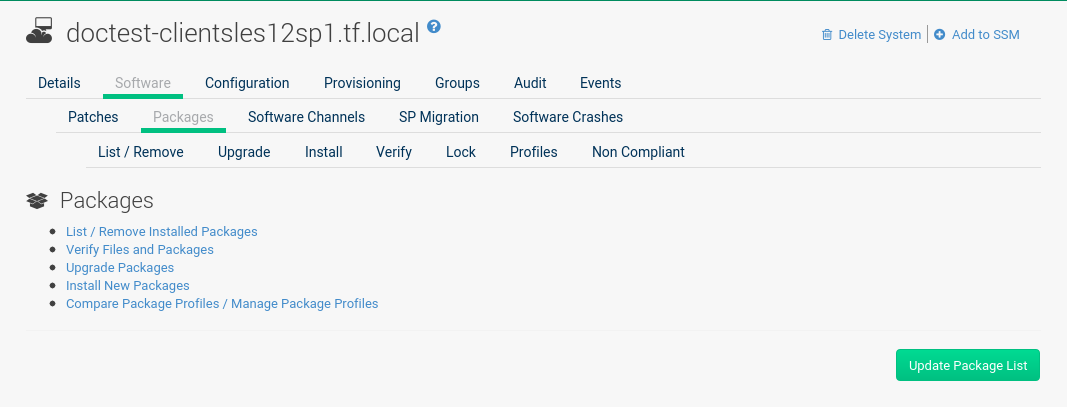 doctest-clientsles12sp1.tf.local ?
Delete System | Add to SSM
Details Software Configuration Provisioning Groups Audit Events
Patches Packages Software Channels SP Migration Software Crashes
List / Remove Upgrade Install Verify Lock Profiles Non Compliant
Packages
List / Remove Installed Packages
Verify Files and Packages
Upgrade Packages
Install New Packages
Compare Package Profiles / Manage Package Profiles
Update Package List